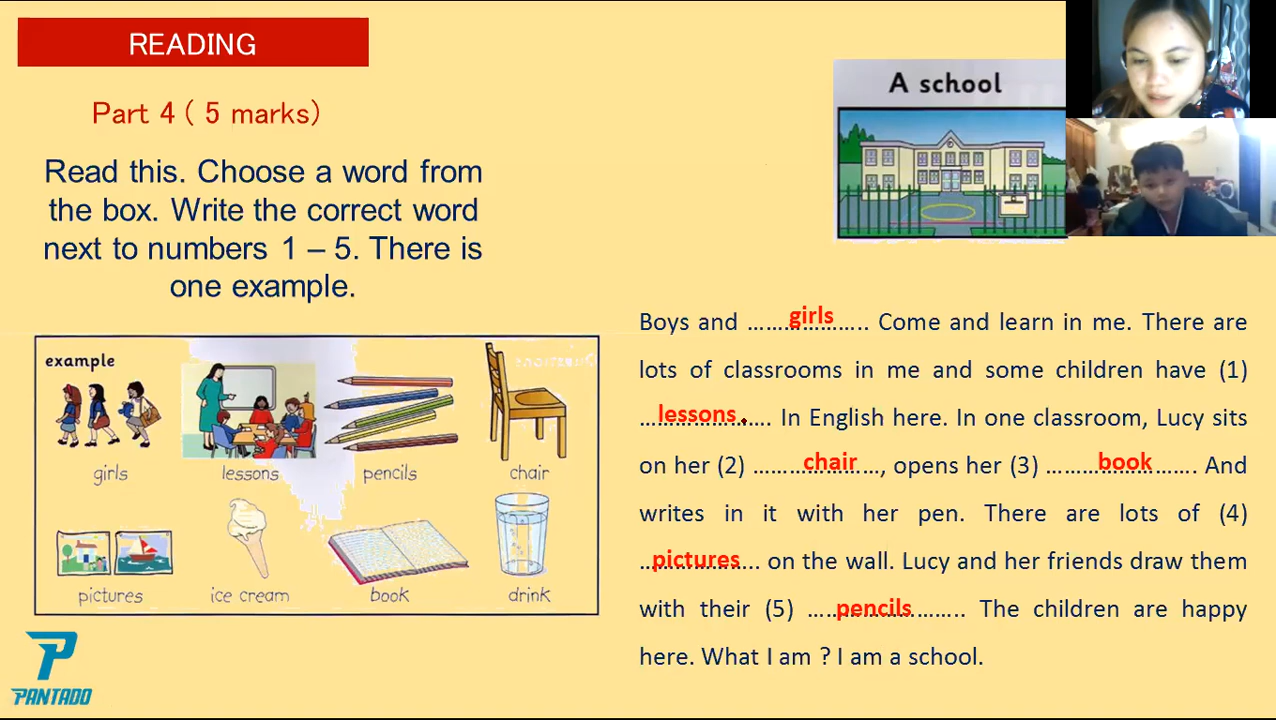 READING
Part 4 ( 5 marks)
Read this. Choose a word from
the box. Write the correct word
next to numbers 1 – 5. There is
one example.
A school
example
girls lessons pencils chair
pictures ice cream book drink
Boys and ……girls…….. Come and learn in me. There are
lots of classrooms in me and some children have (1)
…lessons….. In English here. In one classroom, Lucy sits
on her (2) ……chair…, opens her (3) ……book……. And
writes in it with her pen. There are lots of (4)
…pictures… on the wall. Lucy and her friends draw them
with their (5) …..pencils…….. The children are happy
here. What I am ? I am a school.
PANTADO